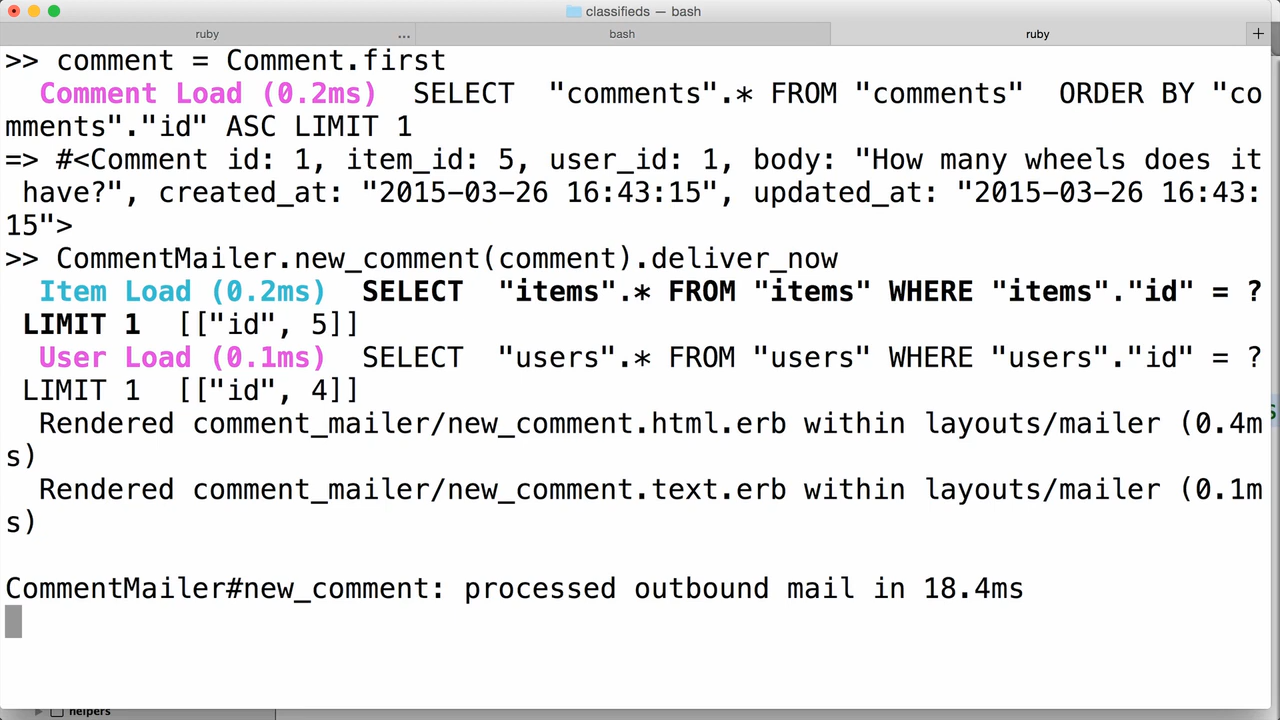 classifieds — bash
ruby ... bash ruby +
>> comment = Comment.first
Comment Load (0.2ms)  SELECT  "comments".* FROM "comments"  ORDER BY "co
mments"."id" ASC LIMIT 1
=> #<Comment id: 1, item_id: 5, user_id: 1, body: "How many wheels does it
have?", created_at: "2015-03-26 16:43:15", updated_at: "2015-03-26 16:43:
15">
>> CommentMailer.new_comment(comment).deliver_now
Item Load (0.2ms)  SELECT  "items".* FROM "items" WHERE "items"."id" = ?
LIMIT 1  [["id", 5]]
User Load (0.1ms)  SELECT  "users".* FROM "users" WHERE "users"."id" = ?
LIMIT 1  [["id", 4]]
Rendered comment_mailer/new_comment.html.erb within layouts/mailer (0.4m
s)
Rendered comment_mailer/new_comment.text.erb within layouts/mailer (0.1m
s)
CommentMailer#new_comment: processed outbound mail in 18.4ms
helpers